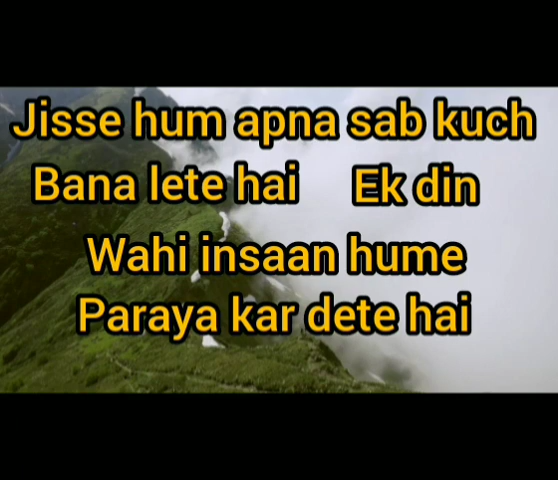 Jisse hum apna sab kuch
Bana lete hai Ek din
Wahi insaan hume
Paraya kar dete hai